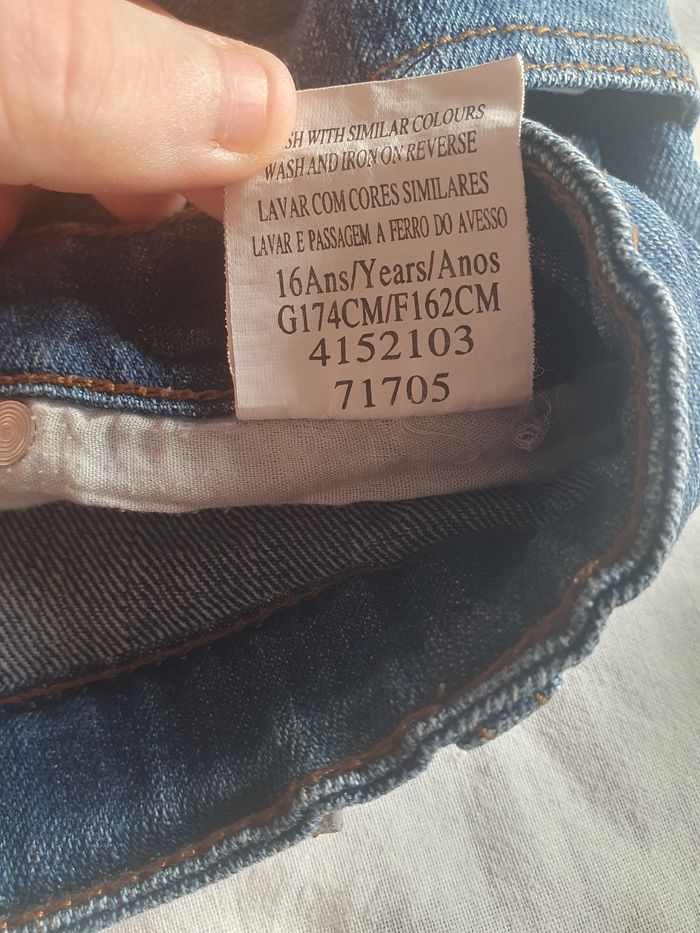 SH WITH SIMILAR COLOURS
WASH AND IRON ON REVERSE
LAVAR COM CORES SIMILARES
LAVAR E PASSAGEM A FERRO DO AVESSO
16Ans/Years/Anos
G174CM/F162CM
4152103
71705